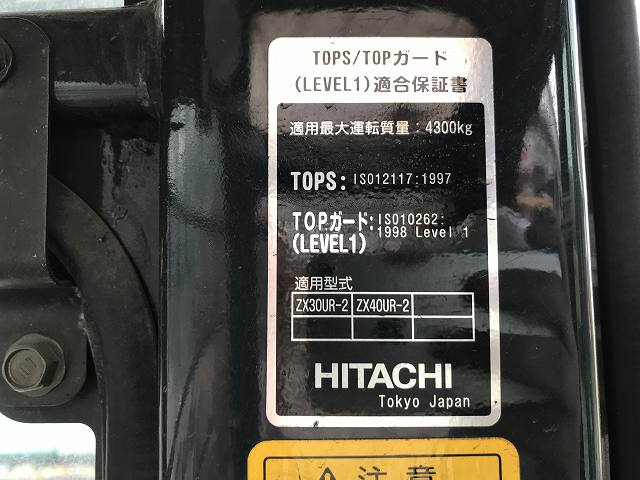 TOPS/TOPガード
(LEVEL1)適合保証書
適用最大運転質量:4300kg
TOPS:ISO12117:1997
TOPガード:ISO10262:
(LEVEL1) 1998 Level 1
適用型式
ZX30UR-2 ZX40UR-2
HITACHI
Tokyo Japan
注意